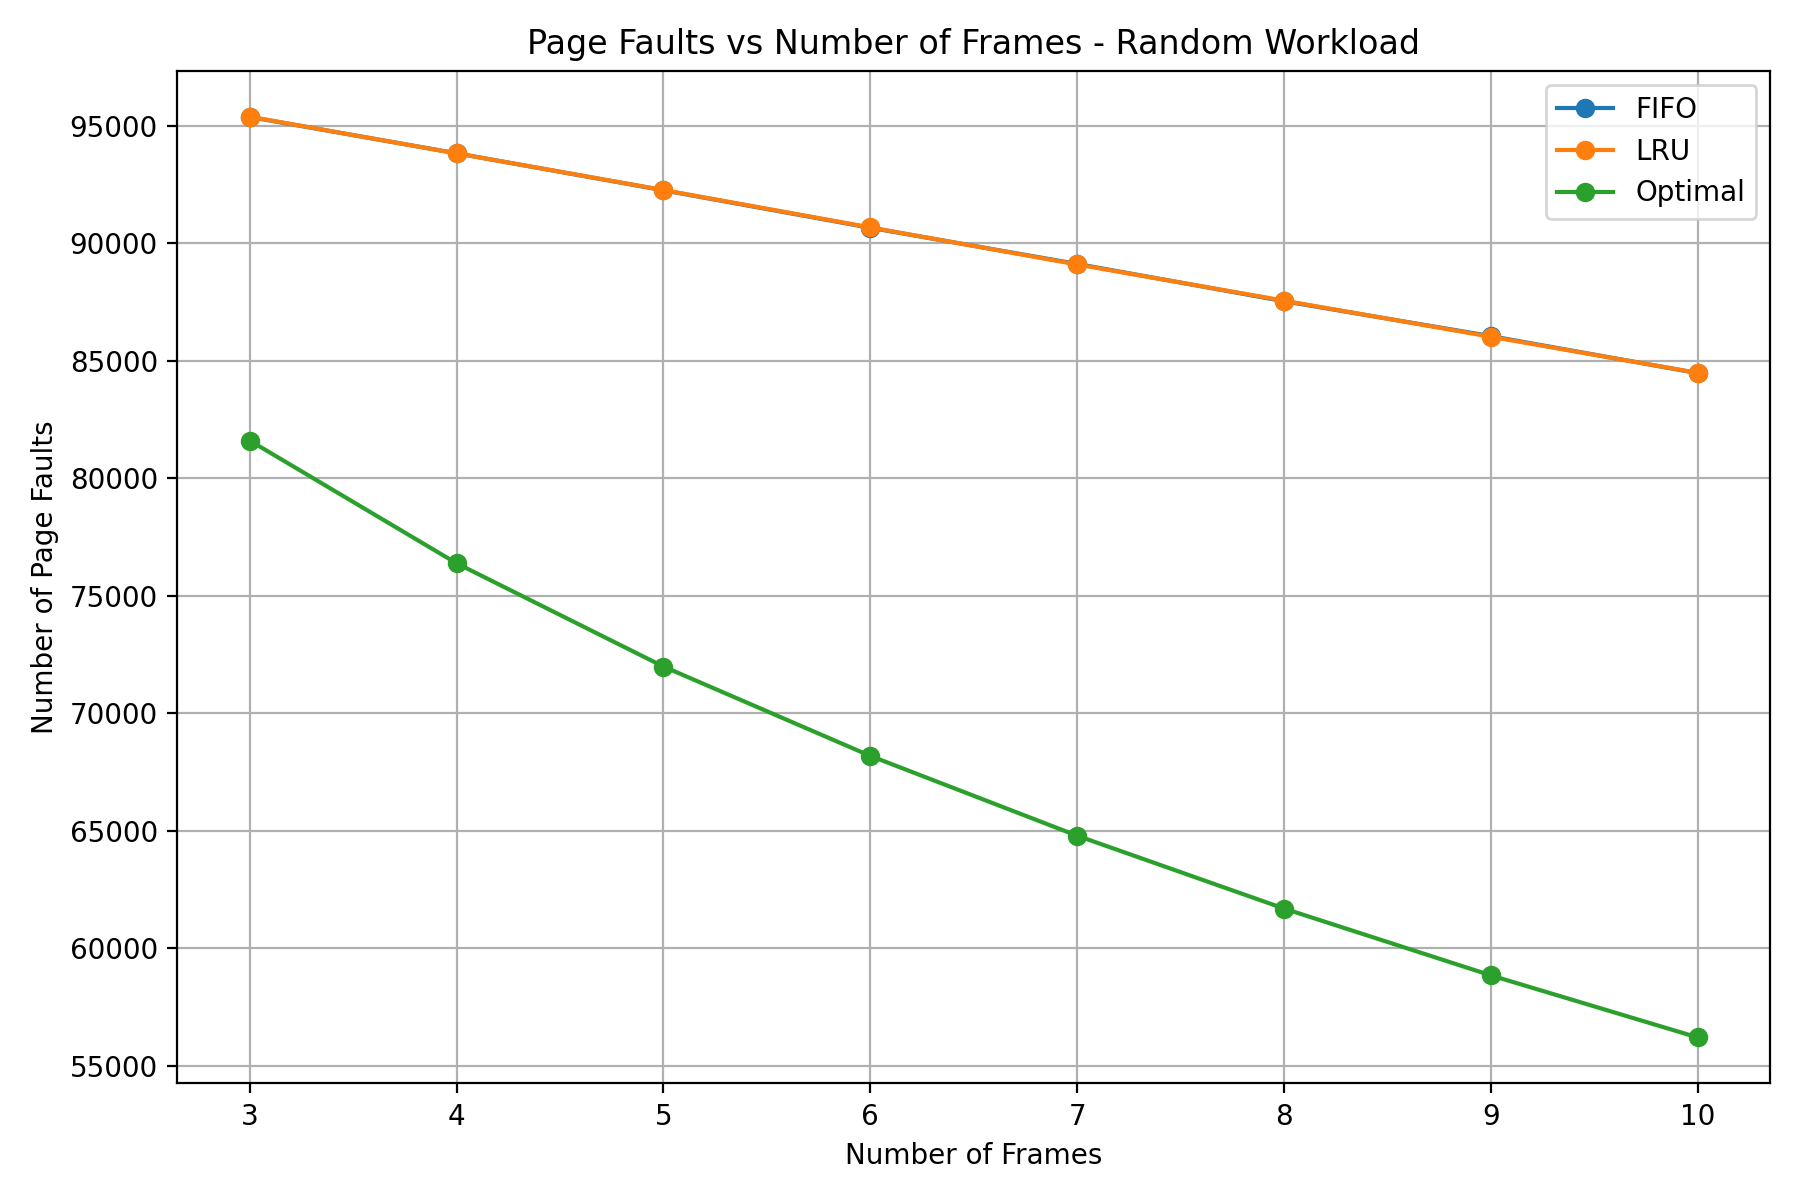 Page Faults vs Number of Frames - Random Workload
FIFO
LRU
Optimal
Number of Page Faults
95000
90000
85000
80000
75000
70000
65000
60000
55000
3 4 5 6 7 8 9 10
Number of Frames